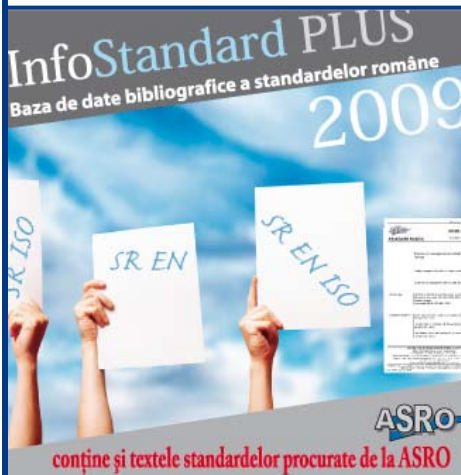 InfoStandard PLUS
Baza de date bibliografice a standardelor române
2009
SR ISO
SR EN
SR EN ISO
ASRO
conține și textele standardelor procurate de la ASRO